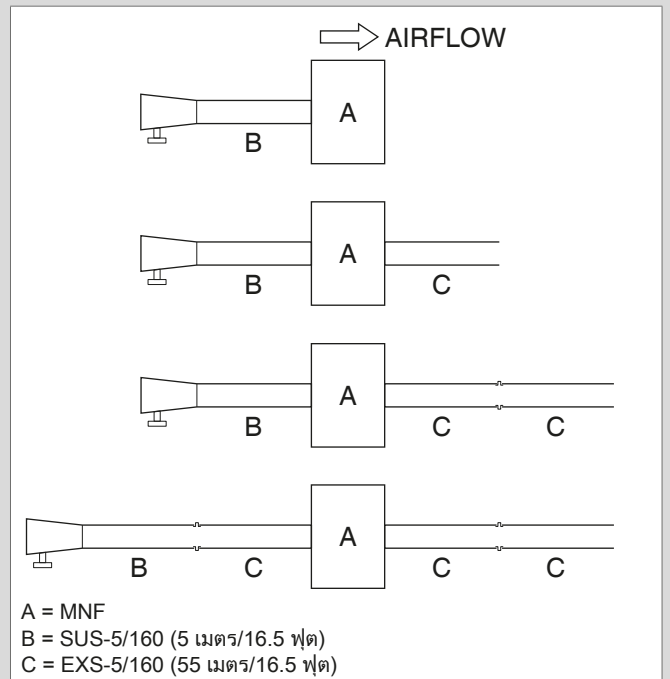 AIRFLOW
A
B
A
B C
A
B C C
A
B C C C
A = MNF
B = SUS-5/160 (5 เมตร/16.5 ฟุต)
C = EXS-5/160 (55 เมตร/16.5 ฟุต)